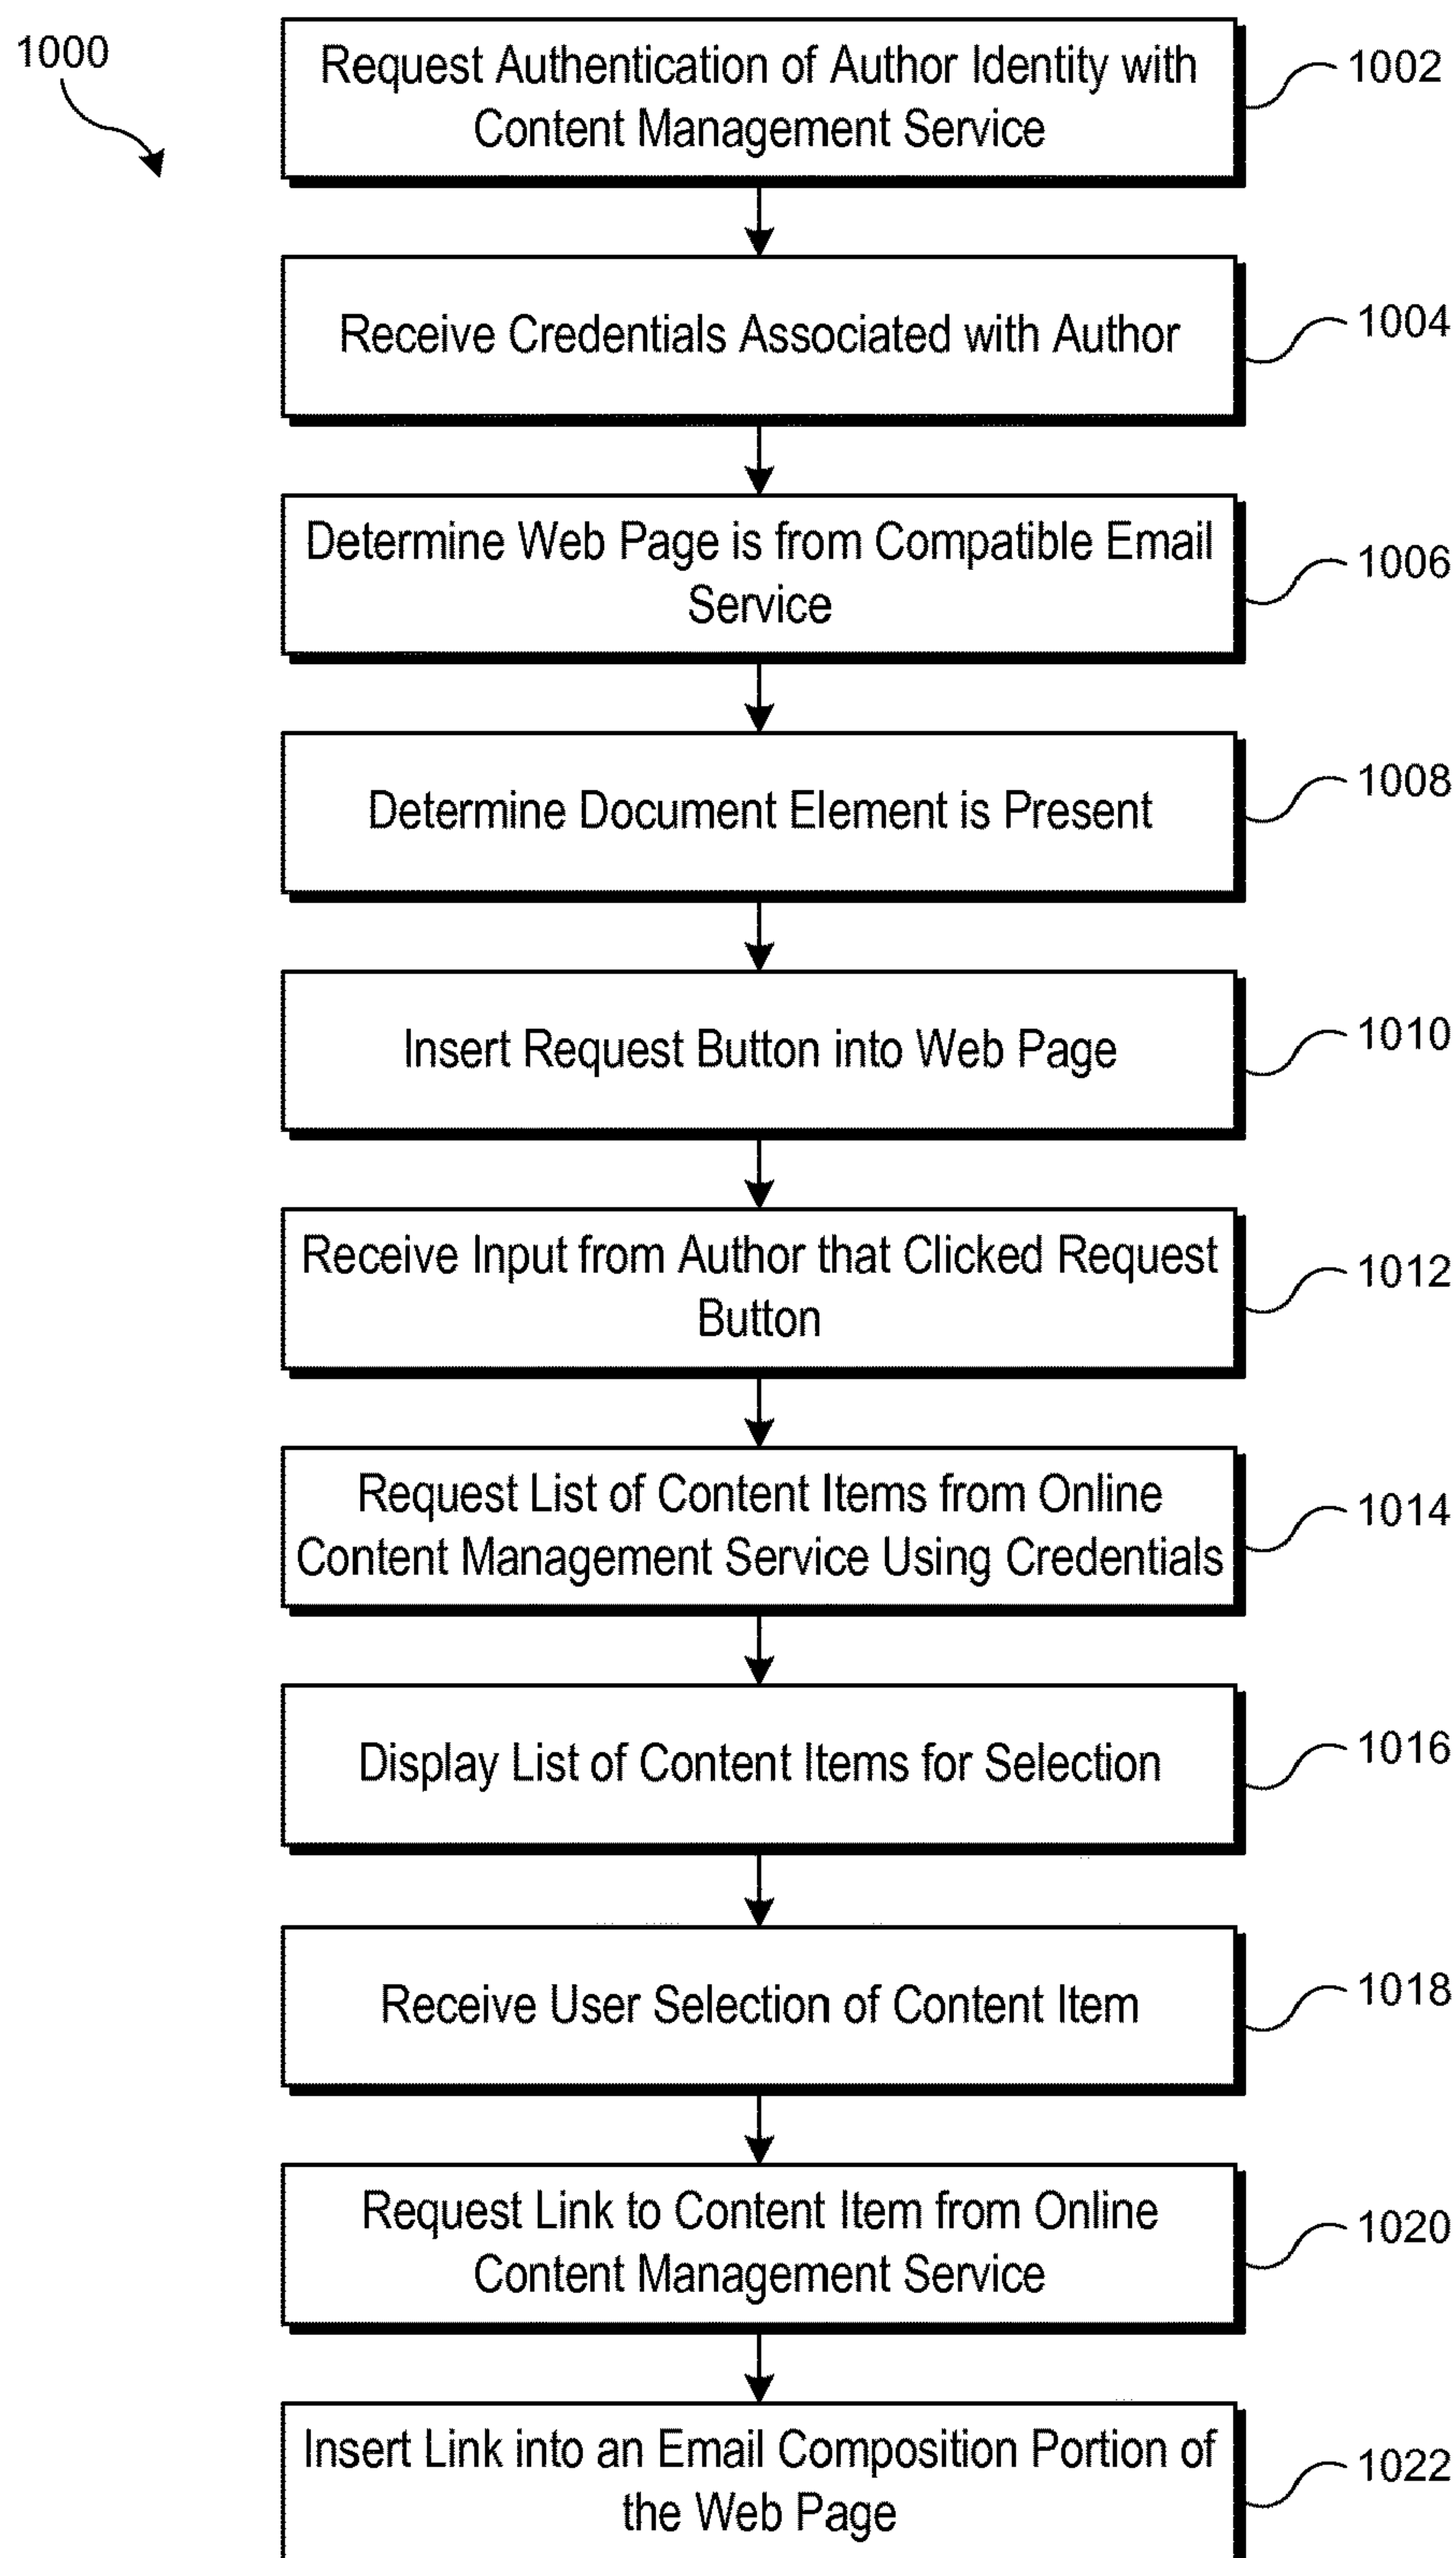 1000
Request Authentication of Author Identity with
Content Management Service
1002
Receive Credentials Associated with Author
1004
Determine Web Page is from Compatible Email
Service
1006
Determine Document Element is Present
1008
Insert Request Button into Web Page
1010
Receive Input from Author that Clicked Request
Button
1012
Request List of Content Items from Online
Content Management Service Using Credentials
1014
Display List of Content Items for Selection
1016
Receive User Selection of Content Item
1018
Request Link to Content Item from Online
Content Management Service
1020
Insert Link into an Email Composition Portion of
the Web Page
1022